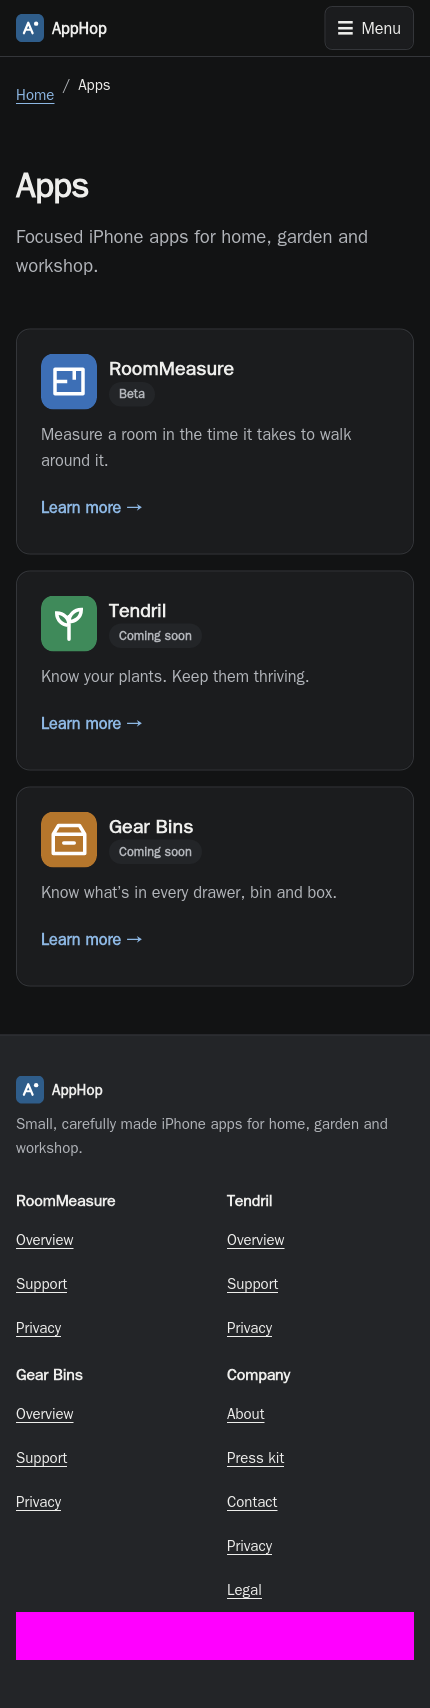 AppHop
☰ Menu
Home / Apps
Apps
Focused iPhone apps for home, garden and
workshop.
RoomMeasure
Beta
Measure a room in the time it takes to walk
around it.
Learn more →
Tendril
Coming soon
Know your plants. Keep them thriving.
Learn more →
Gear Bins
Coming soon
Know what's in every drawer, bin and box.
Learn more →
AppHop
Small, carefully made iPhone apps for home, garden and
workshop.
RoomMeasure
Overview
Support
Privacy
Tendril
Overview
Support
Privacy
Gear Bins
Overview
Support
Privacy
Company
About
Press kit
Contact
Privacy
Legal